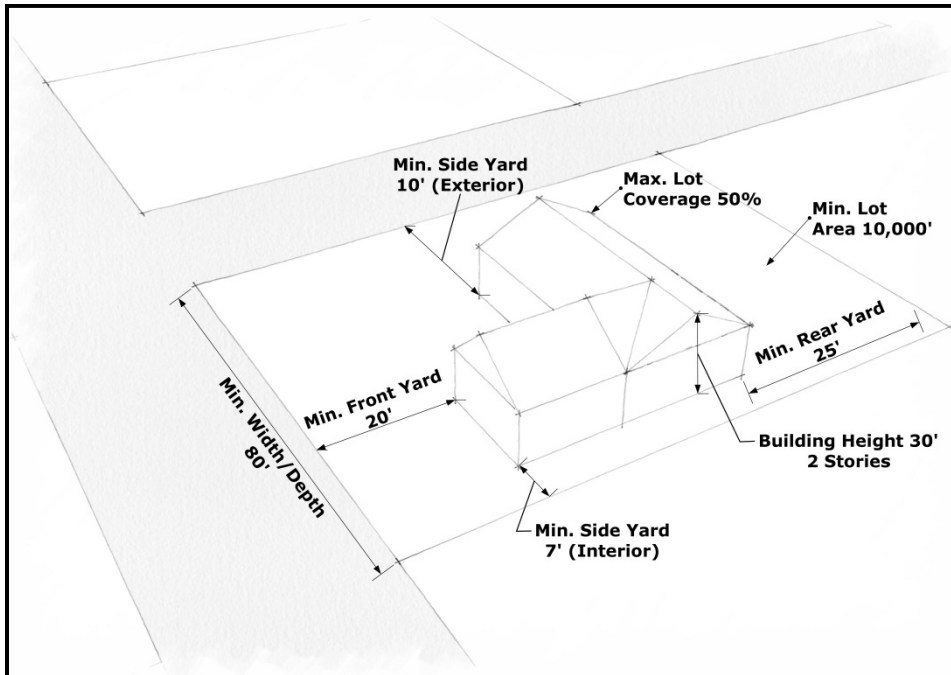 Min. Side Yard
10' (Exterior)
Max. Lot
Coverage 50%
Min. Lot
Area 10,000'
Min. Rear Yard
25'
Min. Front Yard
20'
Min. Width/Depth
80'
Building Height 30'
2 Stories
Min. Side Yard
7' (Interior)